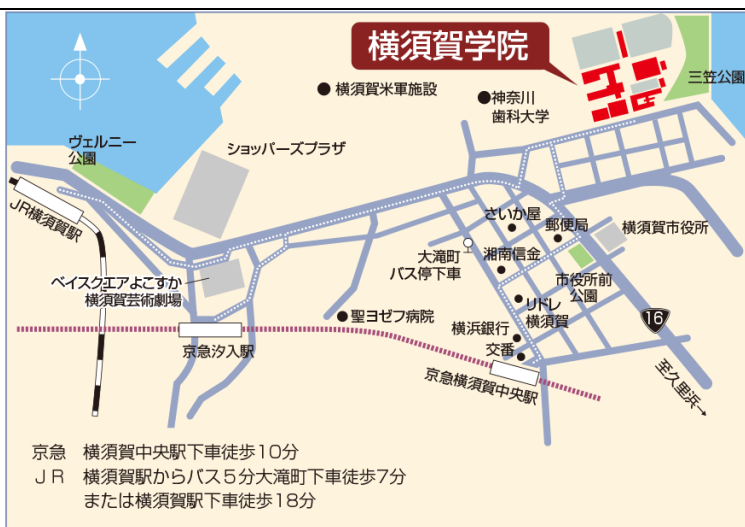 横須賀学院
三笠公園
横須賀米軍施設
神奈川
歯科大学
ヴェルニー
公園
ショッパーズプラザ
JR横須賀駅
さいか屋
郵便局
横須賀市役所
大滝町
バス停下車
湘南信金
市役所前
公園
ベイスクエアよこすか
横須賀芸術劇場
リドレ
横須賀
聖ヨゼフ病院
横浜銀行
16
京急汐入駅
交番
京急横須賀中央駅
至久里浜→
京急 横須賀中央駅下車徒歩10分
JR 横須賀駅からバス5分大滝町下車徒歩7分
または横須賀駅下車徒歩18分